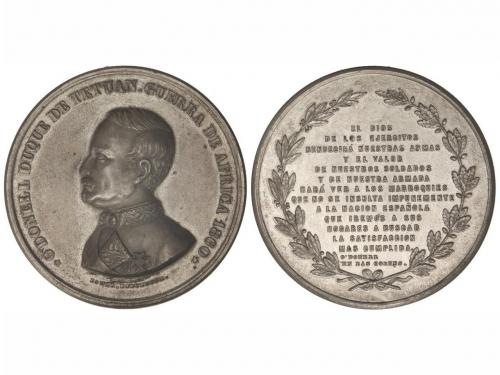 O'DONELL DUQUE DE TETUAN. GUERRA DE AFRICA 1860.
EL DIOS
DE LOS EJERCITOS
BENDECIRÁ NUESTRAS ARMAS
Y EL VALOR
DE NUESTROS SOLDADOS
Y DE NUESTRA ARMADA
HARÁ VER A LOS MARROQUIES
QUE NO SE INSULTA IMPUNEMENTE
A LA NACION ESPAÑOLA
QUE IREMOS A SUS
HOGARES A BUSCAR
LA SATISFACCION
MAS CUMPLIDA.
O'DONELL
EN LAS CORTES.